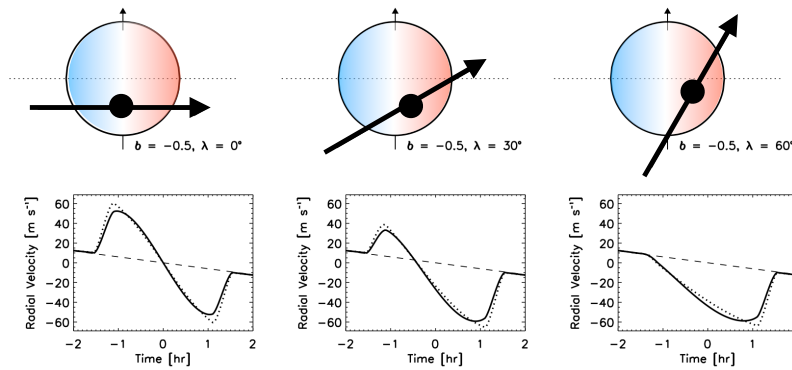 b = −0.5, λ = 0°
b = −0.5, λ = 30°
b = −0.5, λ = 60°
Radial Velocity [m s⁻¹]
60
40
20
0
−20
−40
−60
−2 −1 0 1 2
Time [hr]
Radial Velocity [m s⁻¹]
60
40
20
0
−20
−40
−60
−2 −1 0 1 2
Time [hr]
Radial Velocity [m s⁻¹]
60
40
20
0
−20
−40
−60
−2 −1 0 1
Time [hr]